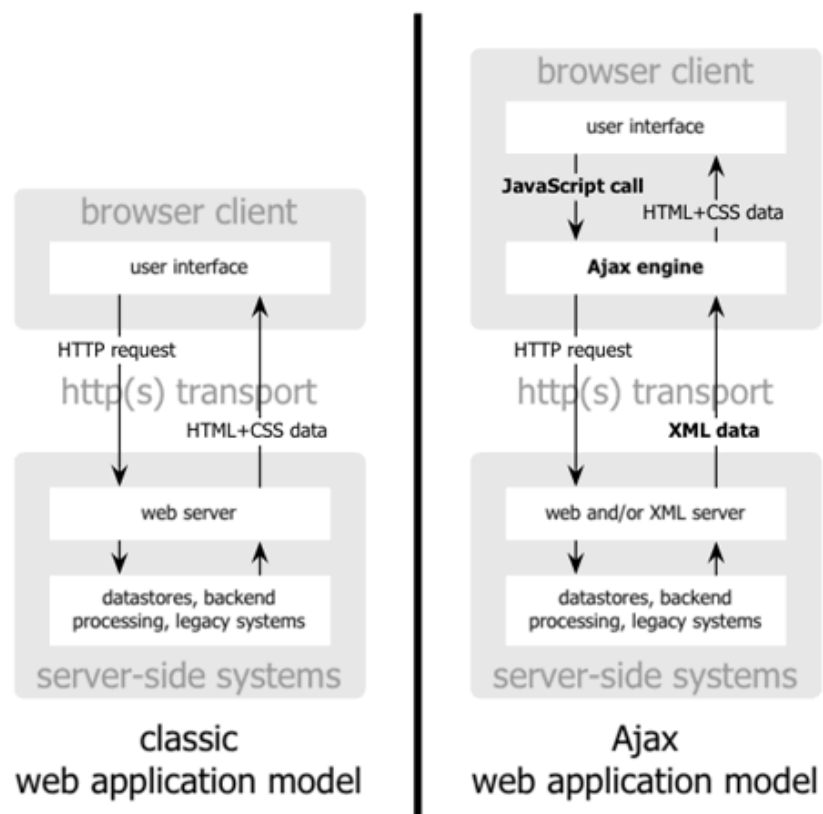 browser client
user interface
HTTP request
http(s) transport
HTML+CSS data
web server
datastores, backend
processing, legacy systems
server-side systems
classic
web application model
browser client
user interface
JavaScript call
HTML+CSS data
Ajax engine
HTTP request
http(s) transport
XML data
web and/or XML server
datastores, backend
processing, legacy systems
server-side systems
Ajax
web application model